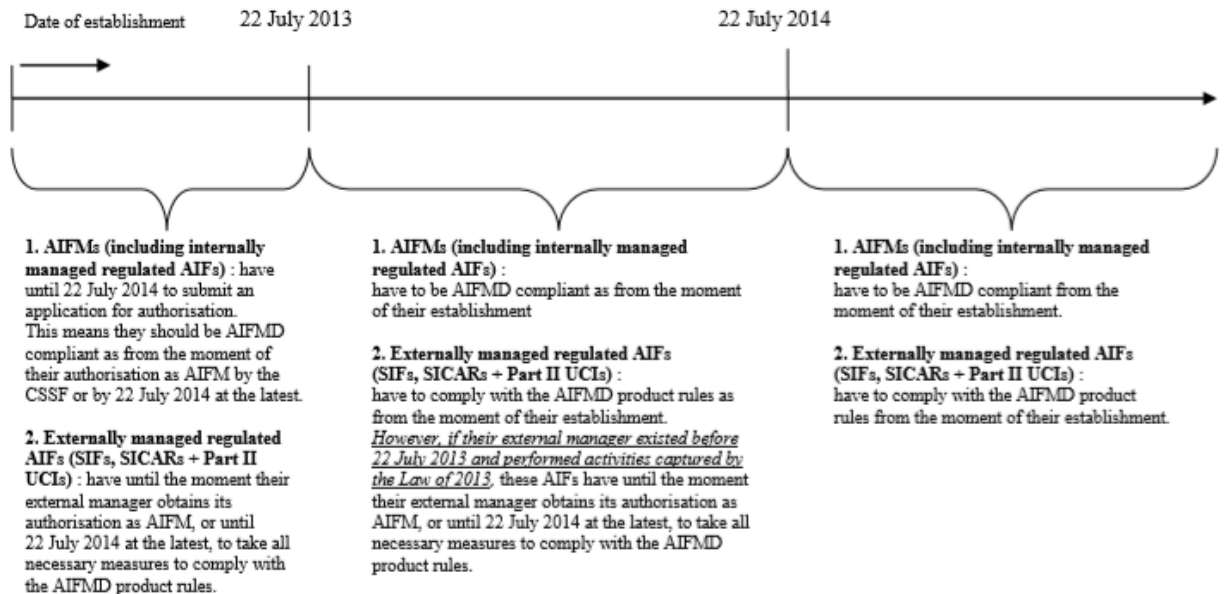 Date of establishment
22 July 2013
22 July 2014
1. AIFMs (including internally
managed regulated AIFs) : have
until 22 July 2014 to submit an
application for authorisation.
This means they should be AIFMD
compliant as from the moment of
their authorisation as AIFM by the
CSSF or by 22 July 2014 at the latest.
2. Externally managed regulated
AIFs (SIFs, SICARs + Part II
UCIs) : have until the moment their
external manager obtains its
authorisation as AIFM, or until
22 July 2014 at the latest, to take all
necessary measures to comply with
the AIFMD product rules.
1. AIFMs (including internally managed
regulated AIFs) :
have to be AIFMD compliant as from the moment
of their establishment
2. Externally managed regulated AIFs
(SIFs, SICARs + Part II UCIs) :
have to comply with the AIFMD product rules as
from the moment of their establishment.
However, if their external manager existed before
22 July 2013 and performed activities captured by
the Law of 2013, these AIFs have until the moment
their external manager obtains its authorisation as
AIFM, or until 22 July 2014 at the latest, to take all
necessary measures to comply with the AIFMD
product rules.
1. AIFMs (including internally managed
regulated AIFs) :
have to be AIFMD compliant from the
moment of their establishment.
2. Externally managed regulated AIFs
(SIFs, SICARs + Part II UCIs) :
have to comply with the AIFMD product
rules from the moment of their establishment.